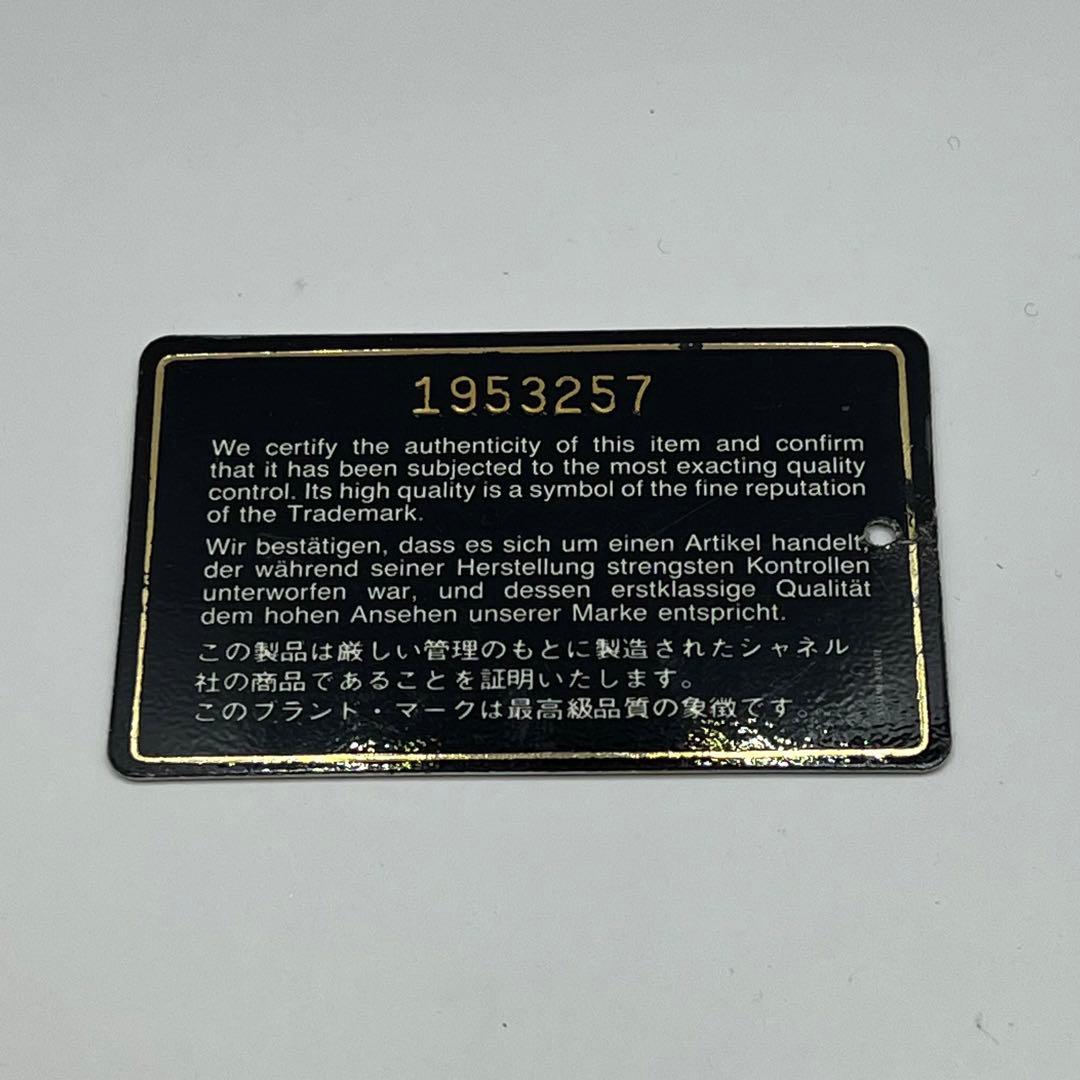 1953257
We certify the authenticity of this item and confirm
that it has been subjected to the most exacting quality
control. Its high quality is a symbol of the fine reputation
of the Trademark.
Wir bestätigen, dass es sich um einen Artikel handelt,
der während seiner Herstellung strengsten Kontrollen
unterworfen war, und dessen erstklassige Qualität
dem hohen Ansehen unserer Marke entspricht.
この製品は厳しい管理のもとに製造されたシャネル
社の商品であることを証明いたします。
このブランド・マークは最高級品質の象徴です。